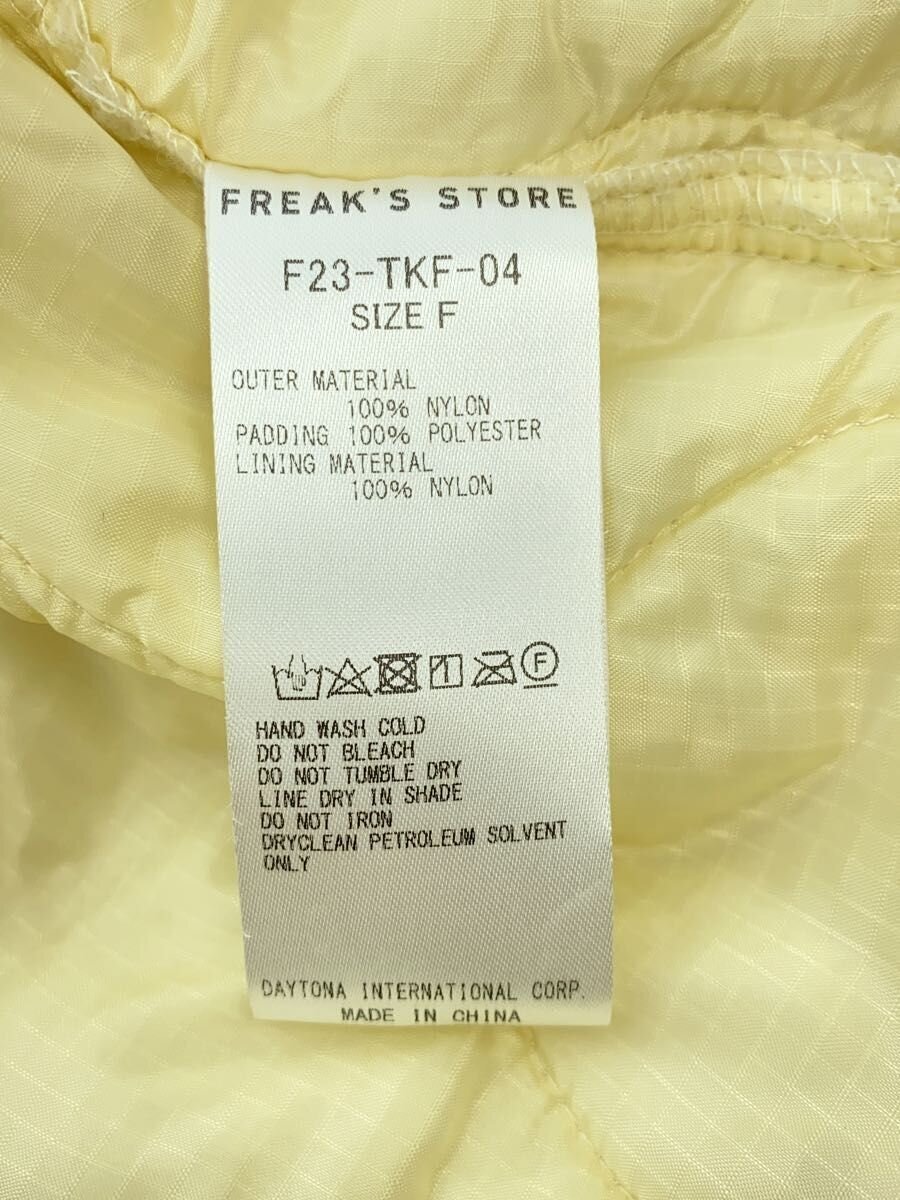 FREAK'S STORE
F23-TKF-04
SIZE F
OUTER MATERIAL
100% NYLON
PADDING 100% POLYESTER
LINING MATERIAL
100% NYLON
F
HAND WASH COLD
DO NOT BLEACH
DO NOT TUMBLE DRY
LINE DRY IN SHADE
DO NOT IRON
DRYCLEAN PETROLEUM SOLVENT
ONLY
DAYTONA INTERNATIONAL CORP.
MADE IN CHINA